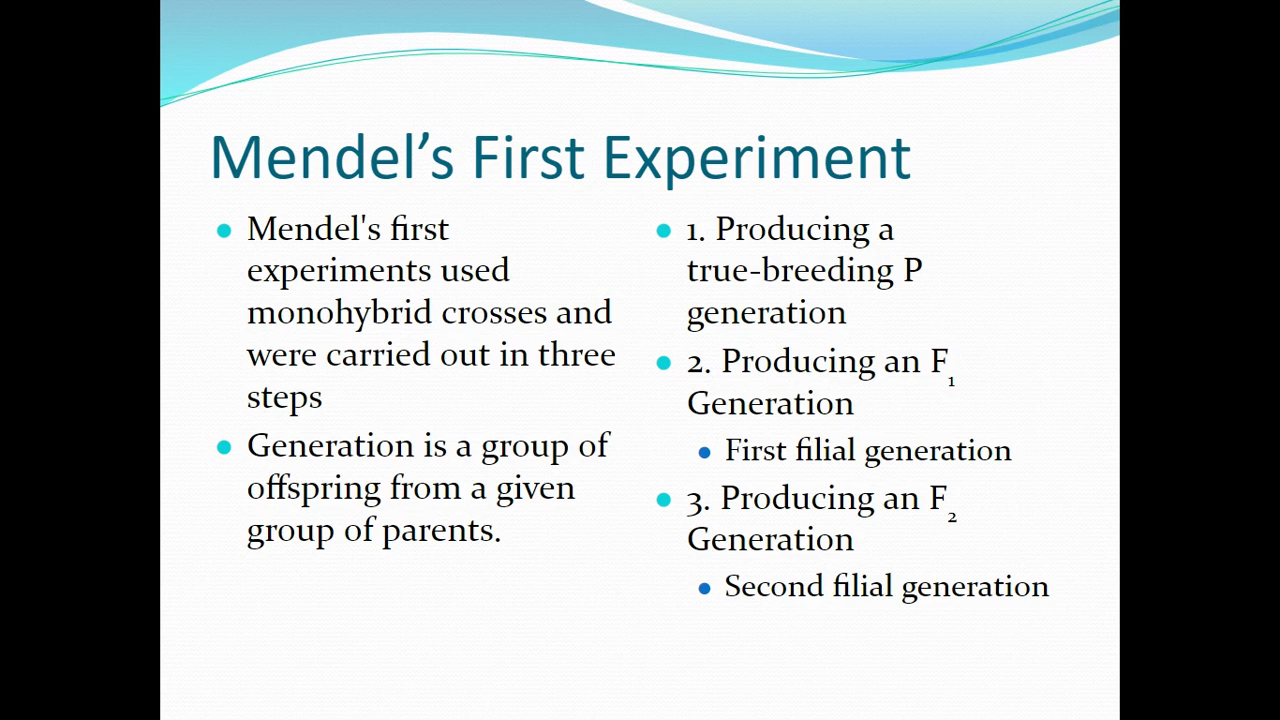 Mendel’s First Experiment
Mendel's first
experiments used
monohybrid crosses and
were carried out in three
steps
Generation is a group of
offspring from a given
group of parents.
1. Producing a
true-breeding P
generation
2. Producing an F₁
Generation
First filial generation
3. Producing an F₂
Generation
Second filial generation